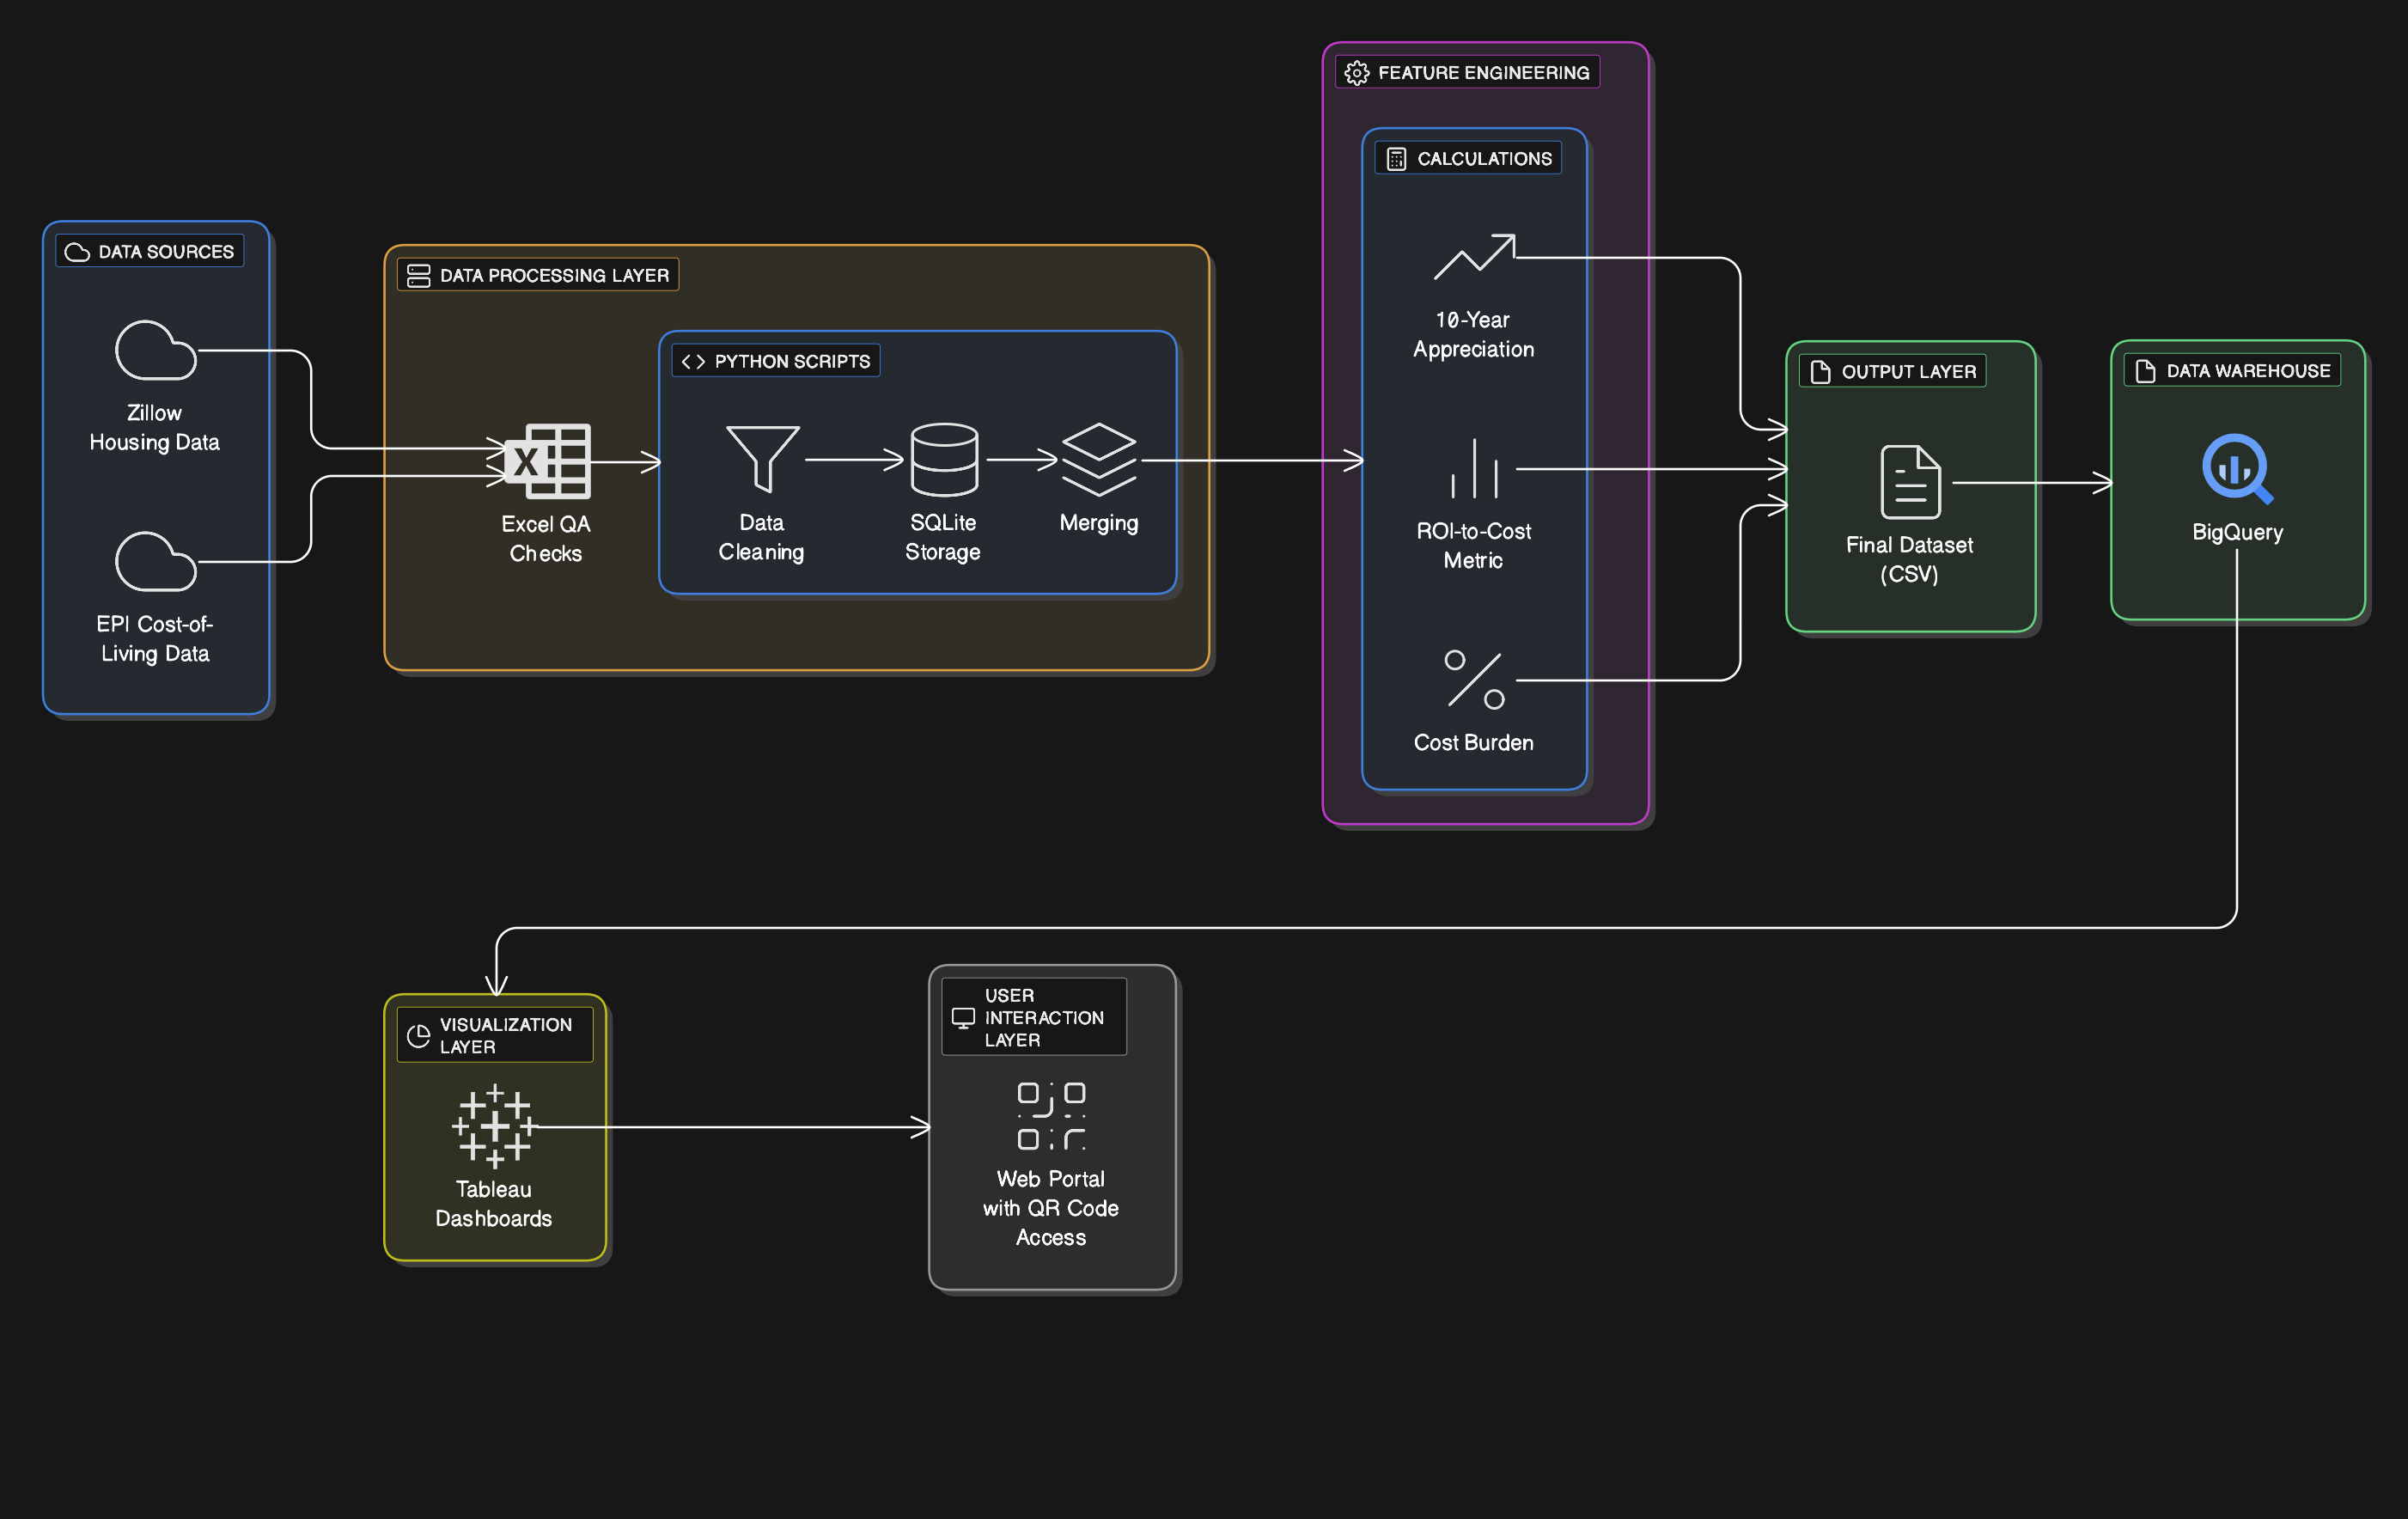 DATA SOURCES
Zillow
Housing Data
EPI Cost-of-
Living Data
DATA PROCESSING LAYER
Excel QA
Checks
PYTHON SCRIPTS
Data
Cleaning
SQLite
Storage
Merging
FEATURE ENGINEERING
CALCULATIONS
10-Year
Appreciation
ROI-to-Cost
Metric
Cost Burden
OUTPUT LAYER
Final Dataset
(CSV)
DATA WAREHOUSE
BigQuery
VISUALIZATION
LAYER
Tableau
Dashboards
USER
INTERACTION
LAYER
Web Portal
with QR Code
Access